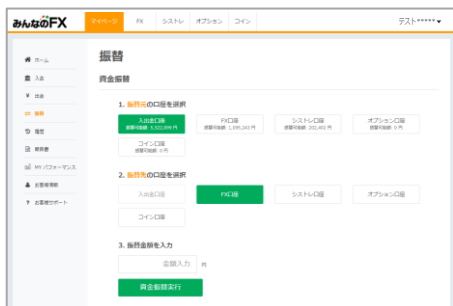 みんなのFX
マイページ FX シストレ オプション コイン
テスト*****▼
ホーム
入金
出金
振替
履歴
報告書
MY パフォーマンス
お客様情報
お客様サポート
振替
資金振替
1. 振替元の口座を選択
入出金口座 FX口座 シストレ口座 オプション口座
振替可能額: 0 円
コイン口座
振替可能額: 0 円
2. 振替先の口座を選択
入出金口座 FX口座 シストレ口座 オプション口座
コイン口座
3. 振替金額を入力
金額入力 円
資金振替実行